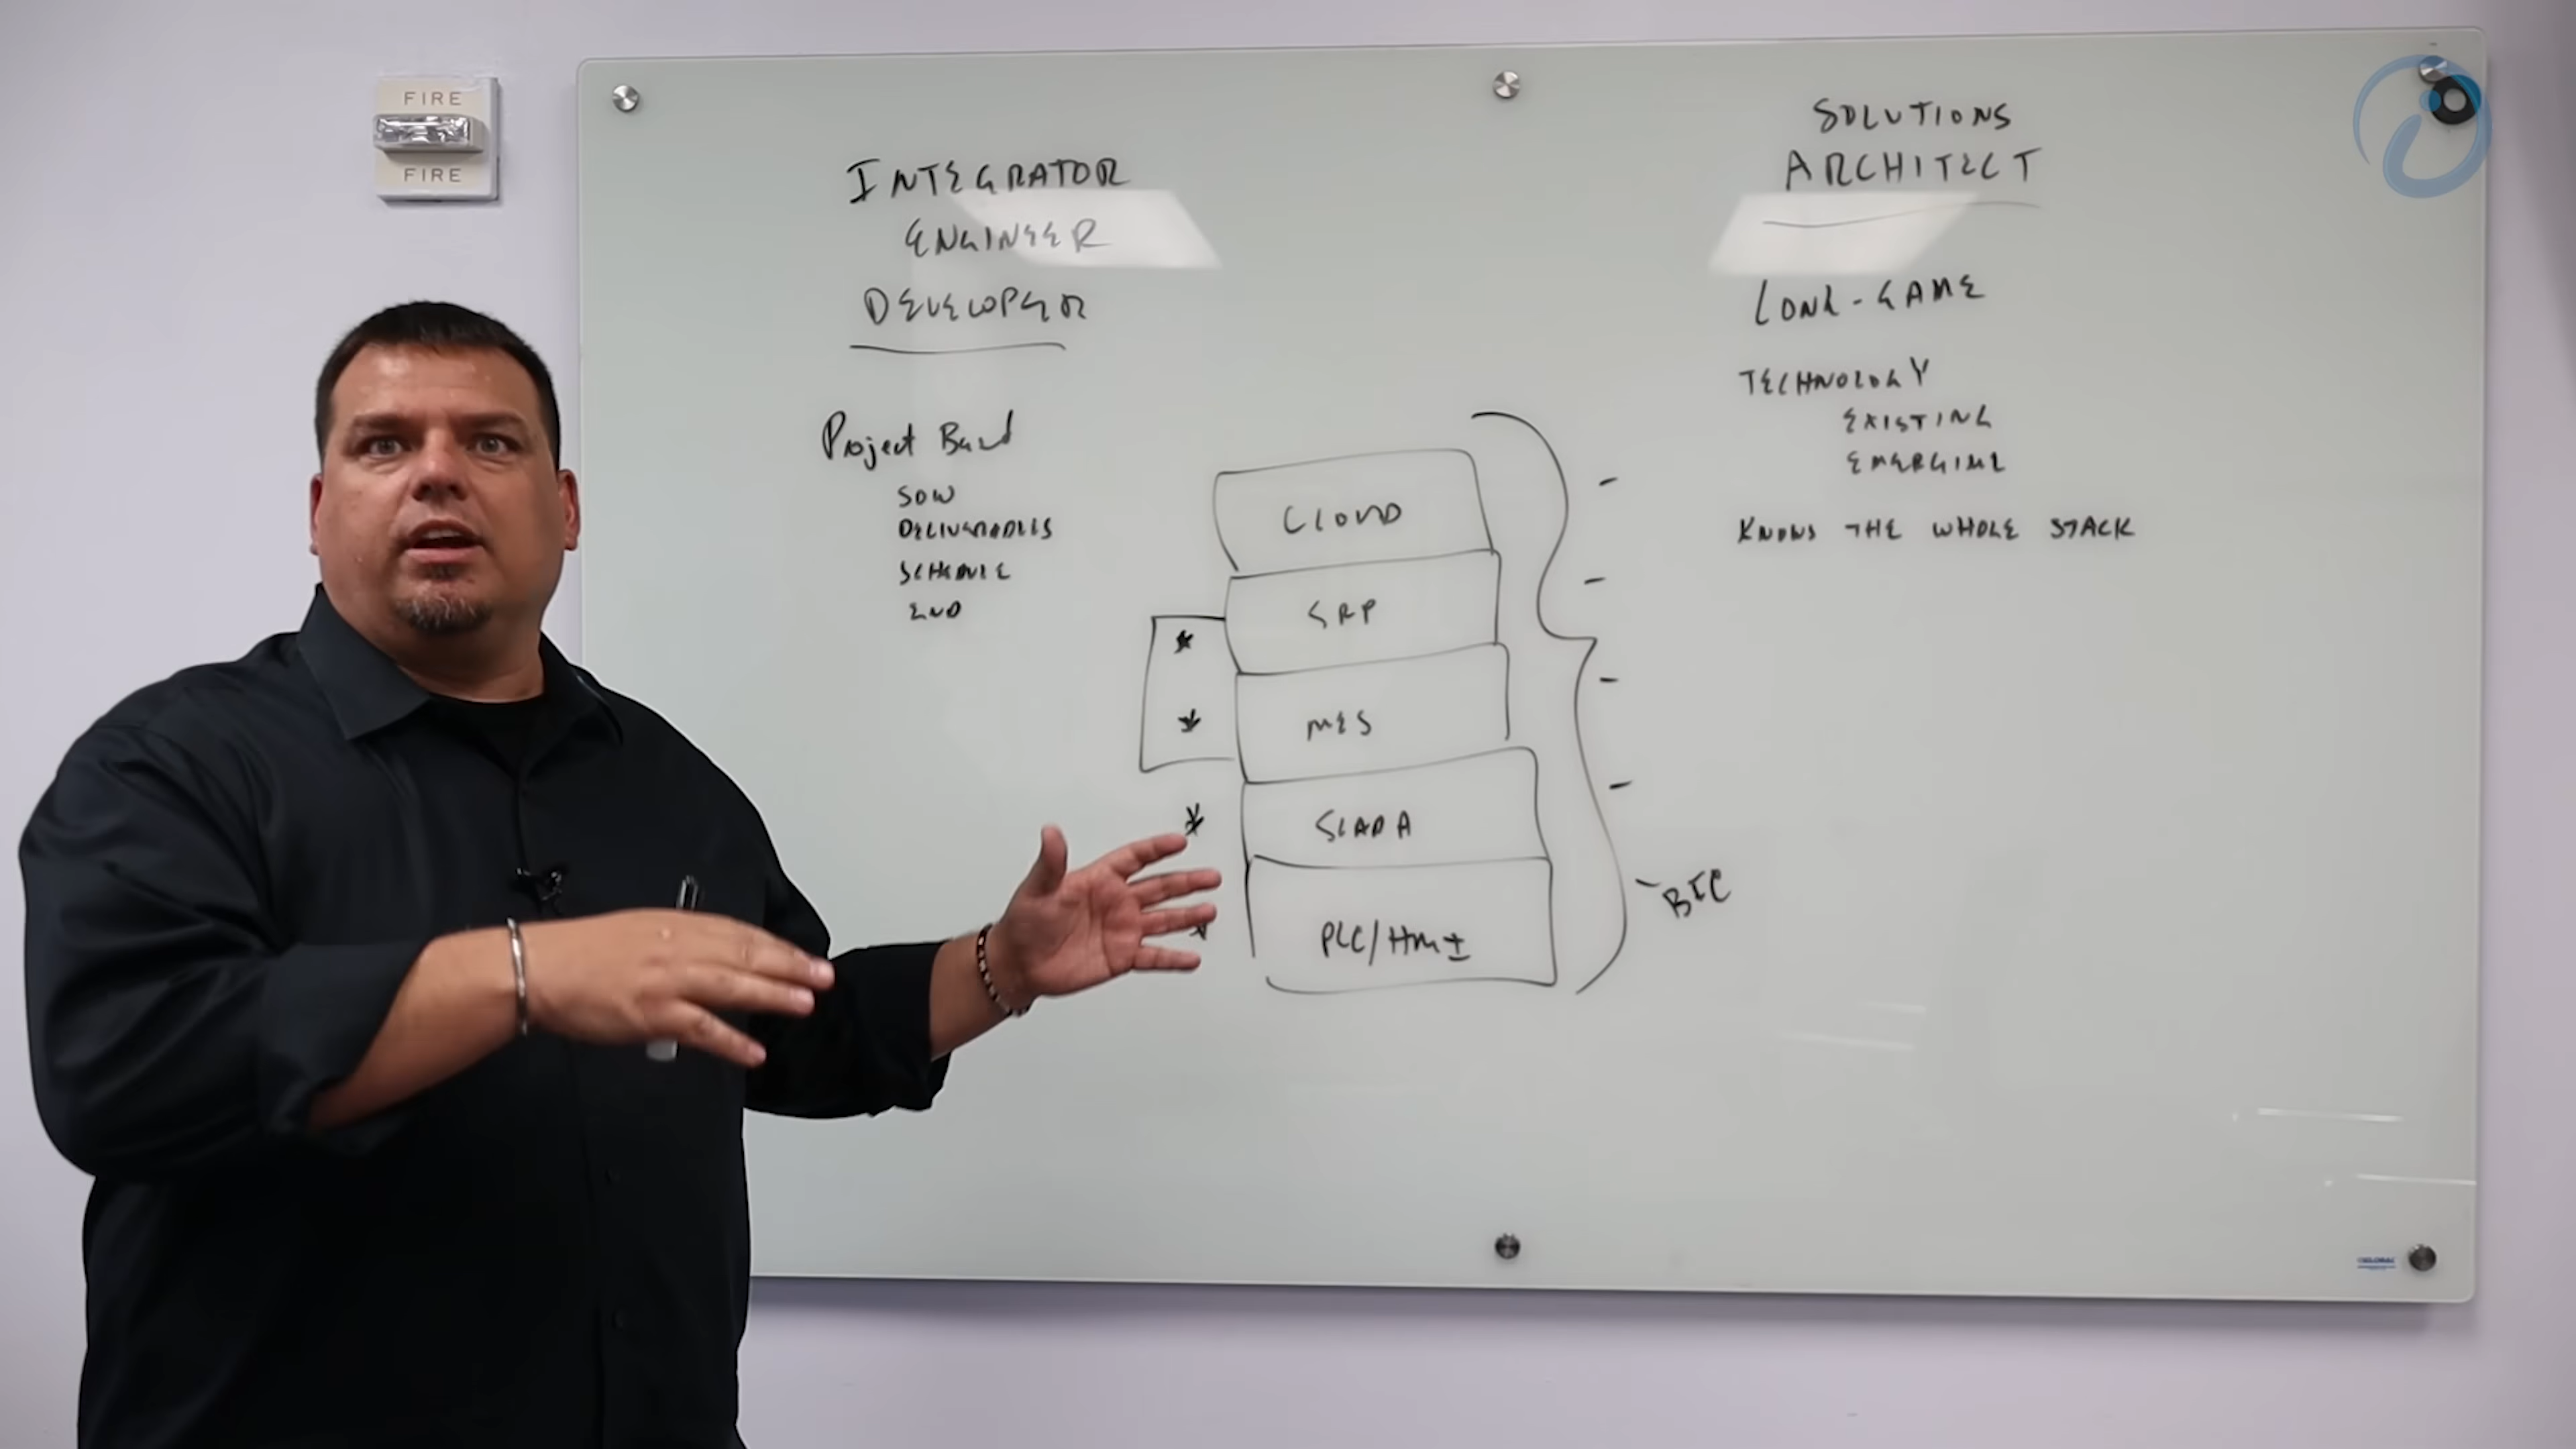 FIRE
FIRE
INTEGRATOR
ENGINEER
DEVELOPER
Project Based
SOW
DELIVERABLES
SCHEDULE
END
CLOUD
ERP
MES
SCADA
PLC/HMI
SOLUTIONS
ARCHITECT
LONG-GAME
TECHNOLOGY
EXISTING
EMERGING
KNOWS THE WHOLE STACK
GLOBAL